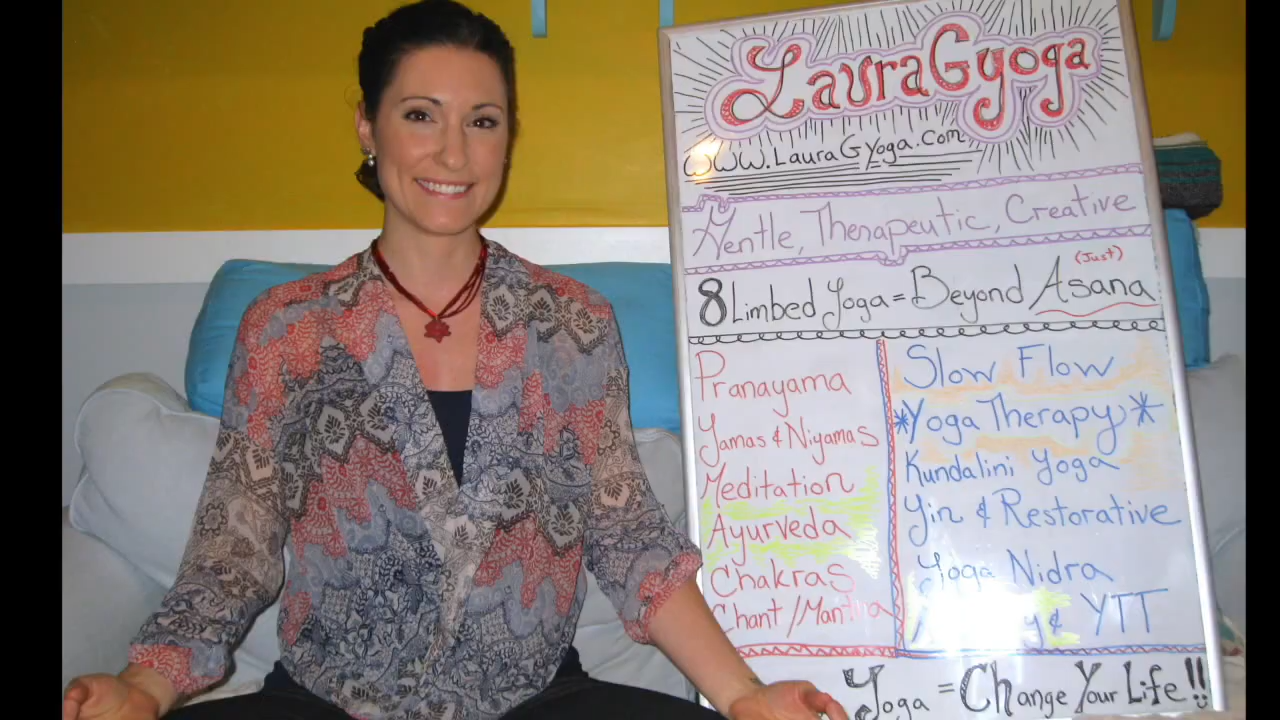 LauraGyoga
www.LauraGYoga.com
Gentle, Therapeutic, Creative
(Just)
8 Limbed Yoga = Beyond Asana
Pranayama
Yamas & Niyamas
Meditation
Ayurveda
Chakras
Chant/Mantra
Slow Flow
*Yoga Therapy*
Kundalini Yoga
Yin & Restorative
Yoga Nidra
& YTT
Yoga = Change Your Life!!